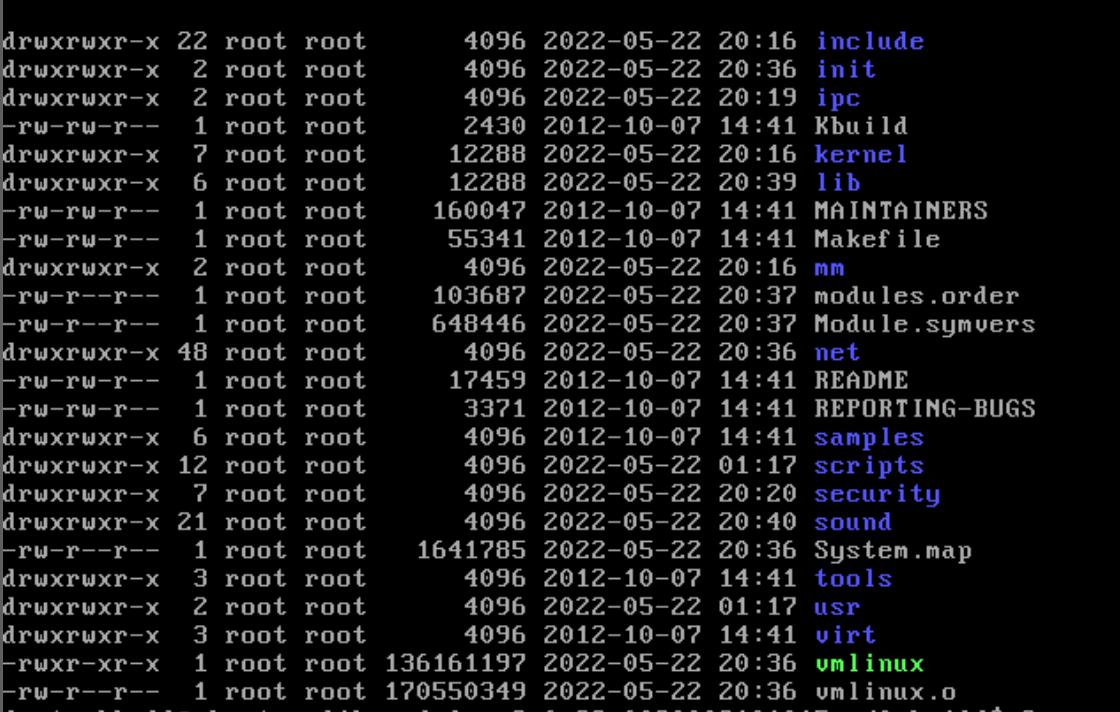 drwxrwxr-x 22 root root      4096 2022-05-22 20:16 include
drwxrwxr-x  2 root root      4096 2022-05-22 20:36 init
drwxrwxr-x  2 root root      4096 2022-05-22 20:19 ipc
-rw-rw-r--  1 root root      2430 2012-10-07 14:41 Kbuild
drwxrwxr-x  7 root root     12288 2022-05-22 20:16 kernel
drwxrwxr-x  6 root root     12288 2022-05-22 20:39 lib
-rw-rw-r--  1 root root    160047 2012-10-07 14:41 MAINTAINERS
-rw-rw-r--  1 root root     55341 2012-10-07 14:41 Makefile
drwxrwxr-x  2 root root      4096 2022-05-22 20:16 mm
-rw-r--r--  1 root root    103687 2022-05-22 20:37 modules.order
-rw-r--r--  1 root root    648446 2022-05-22 20:37 Module.symvers
drwxrwxr-x 48 root root      4096 2022-05-22 20:36 net
-rw-rw-r--  1 root root     17459 2012-10-07 14:41 README
-rw-rw-r--  1 root root      3371 2012-10-07 14:41 REPORTING-BUGS
drwxrwxr-x  6 root root      4096 2012-10-07 14:41 samples
drwxrwxr-x 12 root root      4096 2022-05-22 01:17 scripts
drwxrwxr-x  7 root root      4096 2022-05-22 20:20 security
drwxrwxr-x 21 root root      4096 2022-05-22 20:40 sound
-rw-r--r--  1 root root   1641785 2022-05-22 20:36 System.map
drwxrwxr-x  3 root root      4096 2012-10-07 14:41 tools
drwxrwxr-x  2 root root      4096 2022-05-22 01:17 usr
drwxrwxr-x  3 root root      4096 2012-10-07 14:41 virt
-rwxr-xr-x  1 root root 136161197 2022-05-22 20:36 vmlinux
-rw-r--r--  1 root root 170550349 2022-05-22 20:36 vmlinux.o